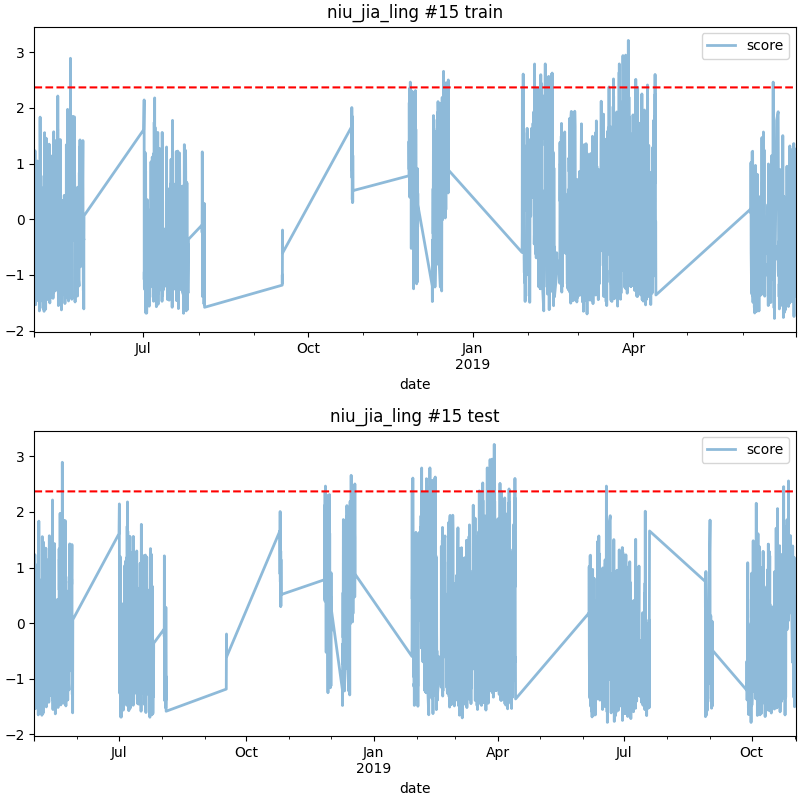 niu_jia_ling #15 train
score
3
2
1
0
−1
−2
Jul Oct Jan Apr
2019
date
niu_jia_ling #15 test
score
3
2
1
0
−1
−2
Jul Oct Jan Apr Jul Oct
2019
date